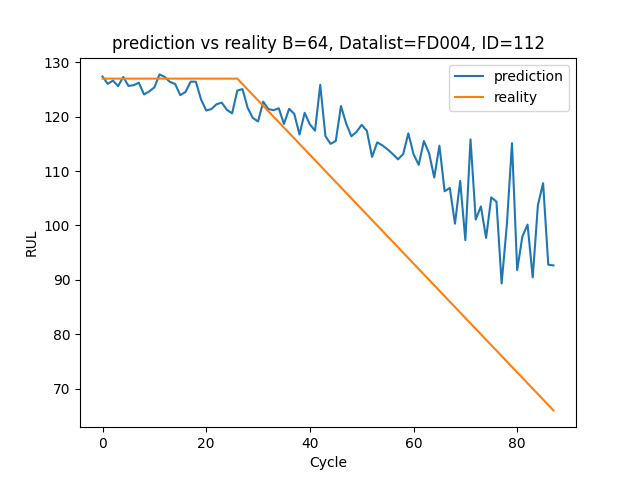 prediction vs reality B=64, Datalist=FD004, ID=112
prediction
reality
130
120
110
100
90
80
70
RUL
0 20 40 60 80
Cycle